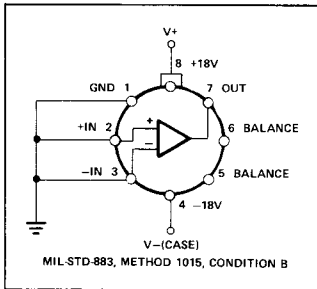 V+
8 +18V
GND 1
7 OUT
+IN 2
+
−
6 BALANCE
−IN 3
5 BALANCE
4 −18V
V−(CASE)
MIL-STD-883, METHOD 1015, CONDITION B